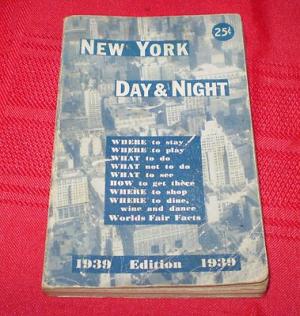 25¢
NEW YORK
DAY & NIGHT
WHERE to stay
WHERE to play
WHAT to do
WHAT not to do
WHAT to see
HOW to get there
WHERE to shop
WHERE to dine,
wine and dance
Worlds Fair Facts
1939 Edition 1939